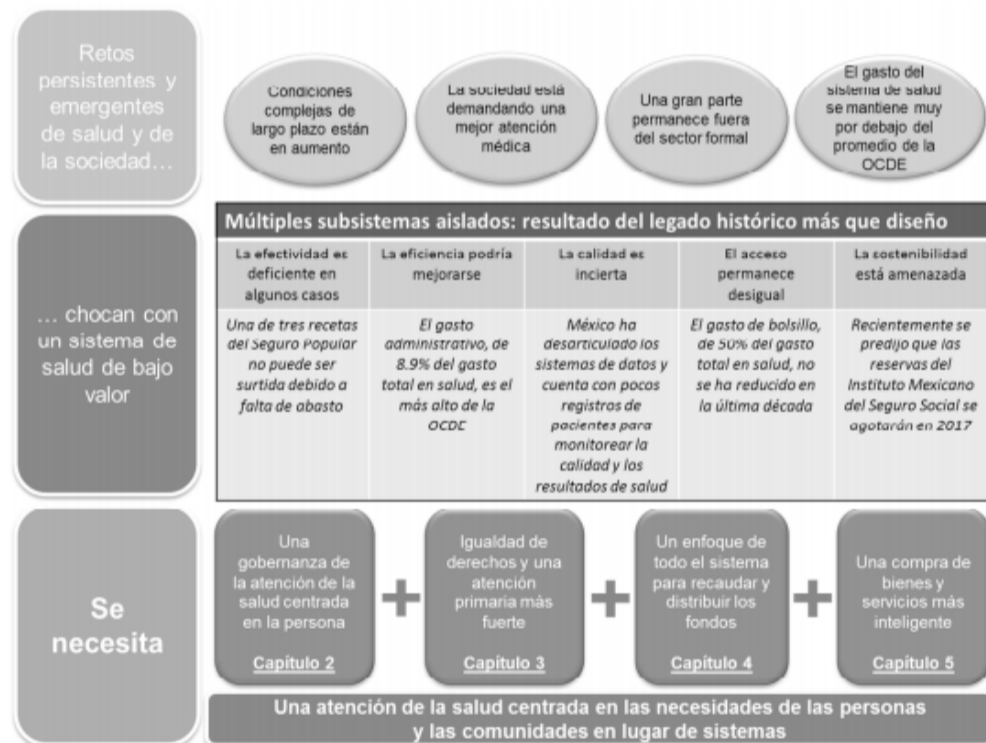 Retos
persistentes y
emergentes
de salud y de
la sociedad…
Condiciones
complejas de
largo plazo están
en aumento
La sociedad está
demandando una
mejor atención
médica
Una gran parte
permanece fuera
del sector formal
El gasto del
sistema de salud
se mantiene muy
por debajo del
promedio de la
OCDE
… chocan con
un sistema de
salud de bajo
valor
Múltiples subsistemas aislados: resultado del legado histórico más que diseño
La efectividad es
deficiente en
algunos casos
La eficiencia podría
mejorarse
La calidad es
incierta
El acceso
permanece
desigual
La sostenibilidad
está amenazada
Una de tres recetas
del Seguro Popular
no puede ser
surtida debido a
falta de abasto
El gasto
administrativo, de
8.9% del gasto
total en salud, es el
más alto de la
OCDE
México ha
desarticulado los
sistemas de datos y
cuenta con pocos
registros de
pacientes para
monitorear la
calidad y los
resultados de salud
El gasto de bolsillo,
de 50% del gasto
total en salud, no
se ha reducido en
la última década
Recientemente se
predijo que las
reservas del
Instituto Mexicano
del Seguro Social se
agotarán en 2017
Se
necesita
Una
gobernanza de
la atención de la
salud centrada
en la persona
Capítulo 2
Igualdad de
derechos y una
atención
primaria más
fuerte
Capítulo 3
Un enfoque de
todo el sistema
para recaudar y
distribuir los
fondos
Capítulo 4
Una compra de
bienes y
servicios más
inteligente
Capítulo 5
Una atención de la salud centrada en las necesidades de las personas
y las comunidades en lugar de sistemas